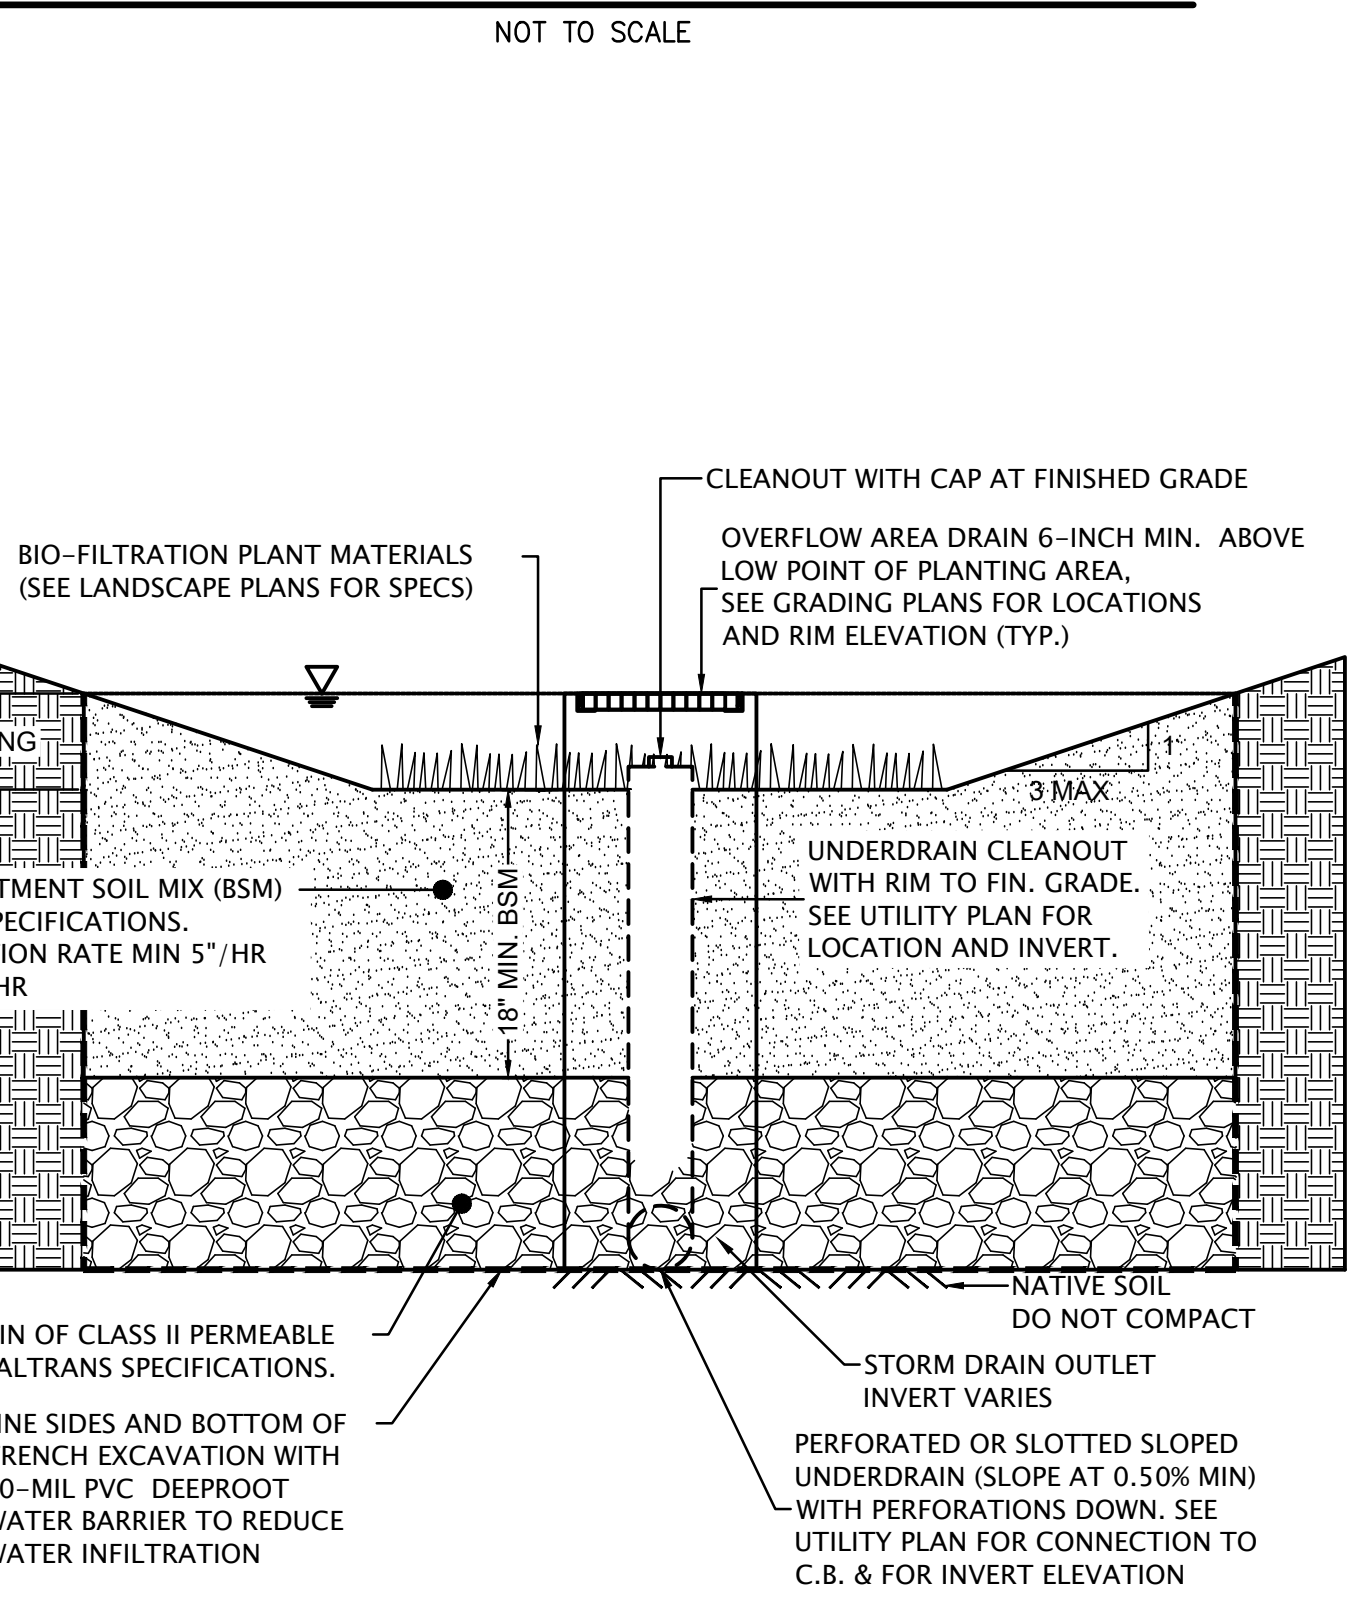 NOT TO SCALE
CLEANOUT WITH CAP AT FINISHED GRADE
OVERFLOW AREA DRAIN 6-INCH MIN. ABOVE
LOW POINT OF PLANTING AREA,
SEE GRADING PLANS FOR LOCATIONS
AND RIM ELEVATION (TYP.)
BIO-FILTRATION PLANT MATERIALS
(SEE LANDSCAPE PLANS FOR SPECS)
NG
1
3 MAX
UNDERDRAIN CLEANOUT
WITH RIM TO FIN. GRADE.
SEE UTILITY PLAN FOR
LOCATION AND INVERT.
TMENT SOIL MIX (BSM)
PECIFICATIONS.
TION RATE MIN 5"/HR
HR
18" MIN. BSM
NATIVE SOIL
DO NOT COMPACT
IN OF CLASS II PERMEABLE
ALTRANS SPECIFICATIONS.
STORM DRAIN OUTLET
INVERT VARIES
INE SIDES AND BOTTOM OF
RENCH EXCAVATION WITH
0-MIL PVC DEEPROOT
WATER BARRIER TO REDUCE
WATER INFILTRATION
PERFORATED OR SLOTTED SLOPED
UNDERDRAIN (SLOPE AT 0.50% MIN)
WITH PERFORATIONS DOWN. SEE
UTILITY PLAN FOR CONNECTION TO
C.B. & FOR INVERT ELEVATION